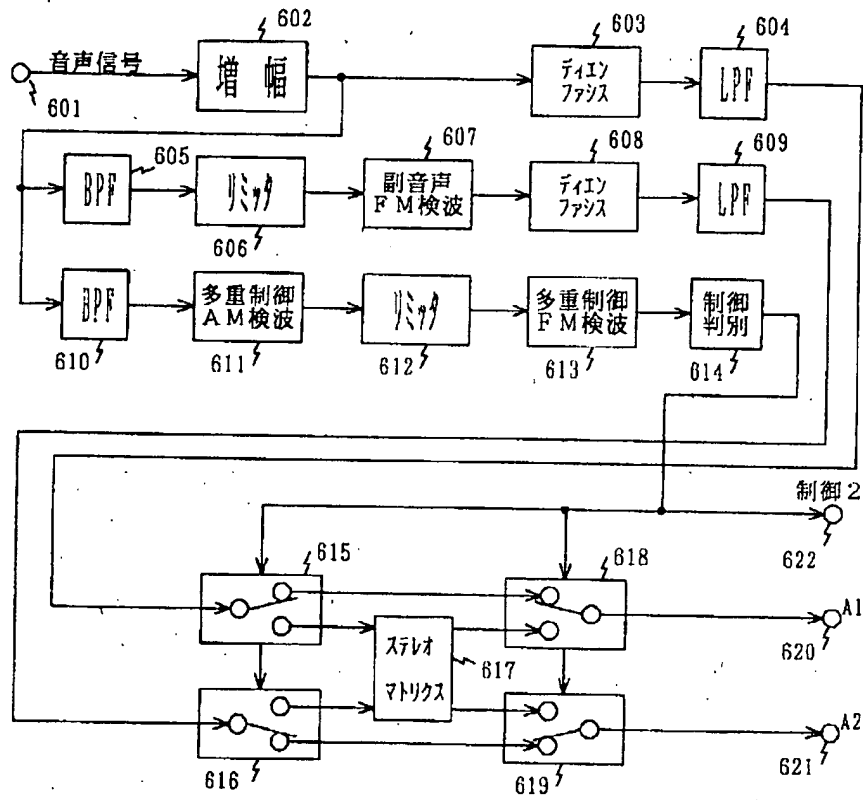 602
603
604
音声信号
増 幅
ディエン
ファシス
LPF
601
605
607
608
609
BPF
リミッタ
副音声
FM検波
ディエン
ファシス
LPF
606
BPF
多重制御
AM検波
リミッタ
多重制御
FM検波
制御
判別
610
611
612
613
614
制御2
622
615
618
A1
620
ステレオ
マトリクス
617
A2
621
616
619